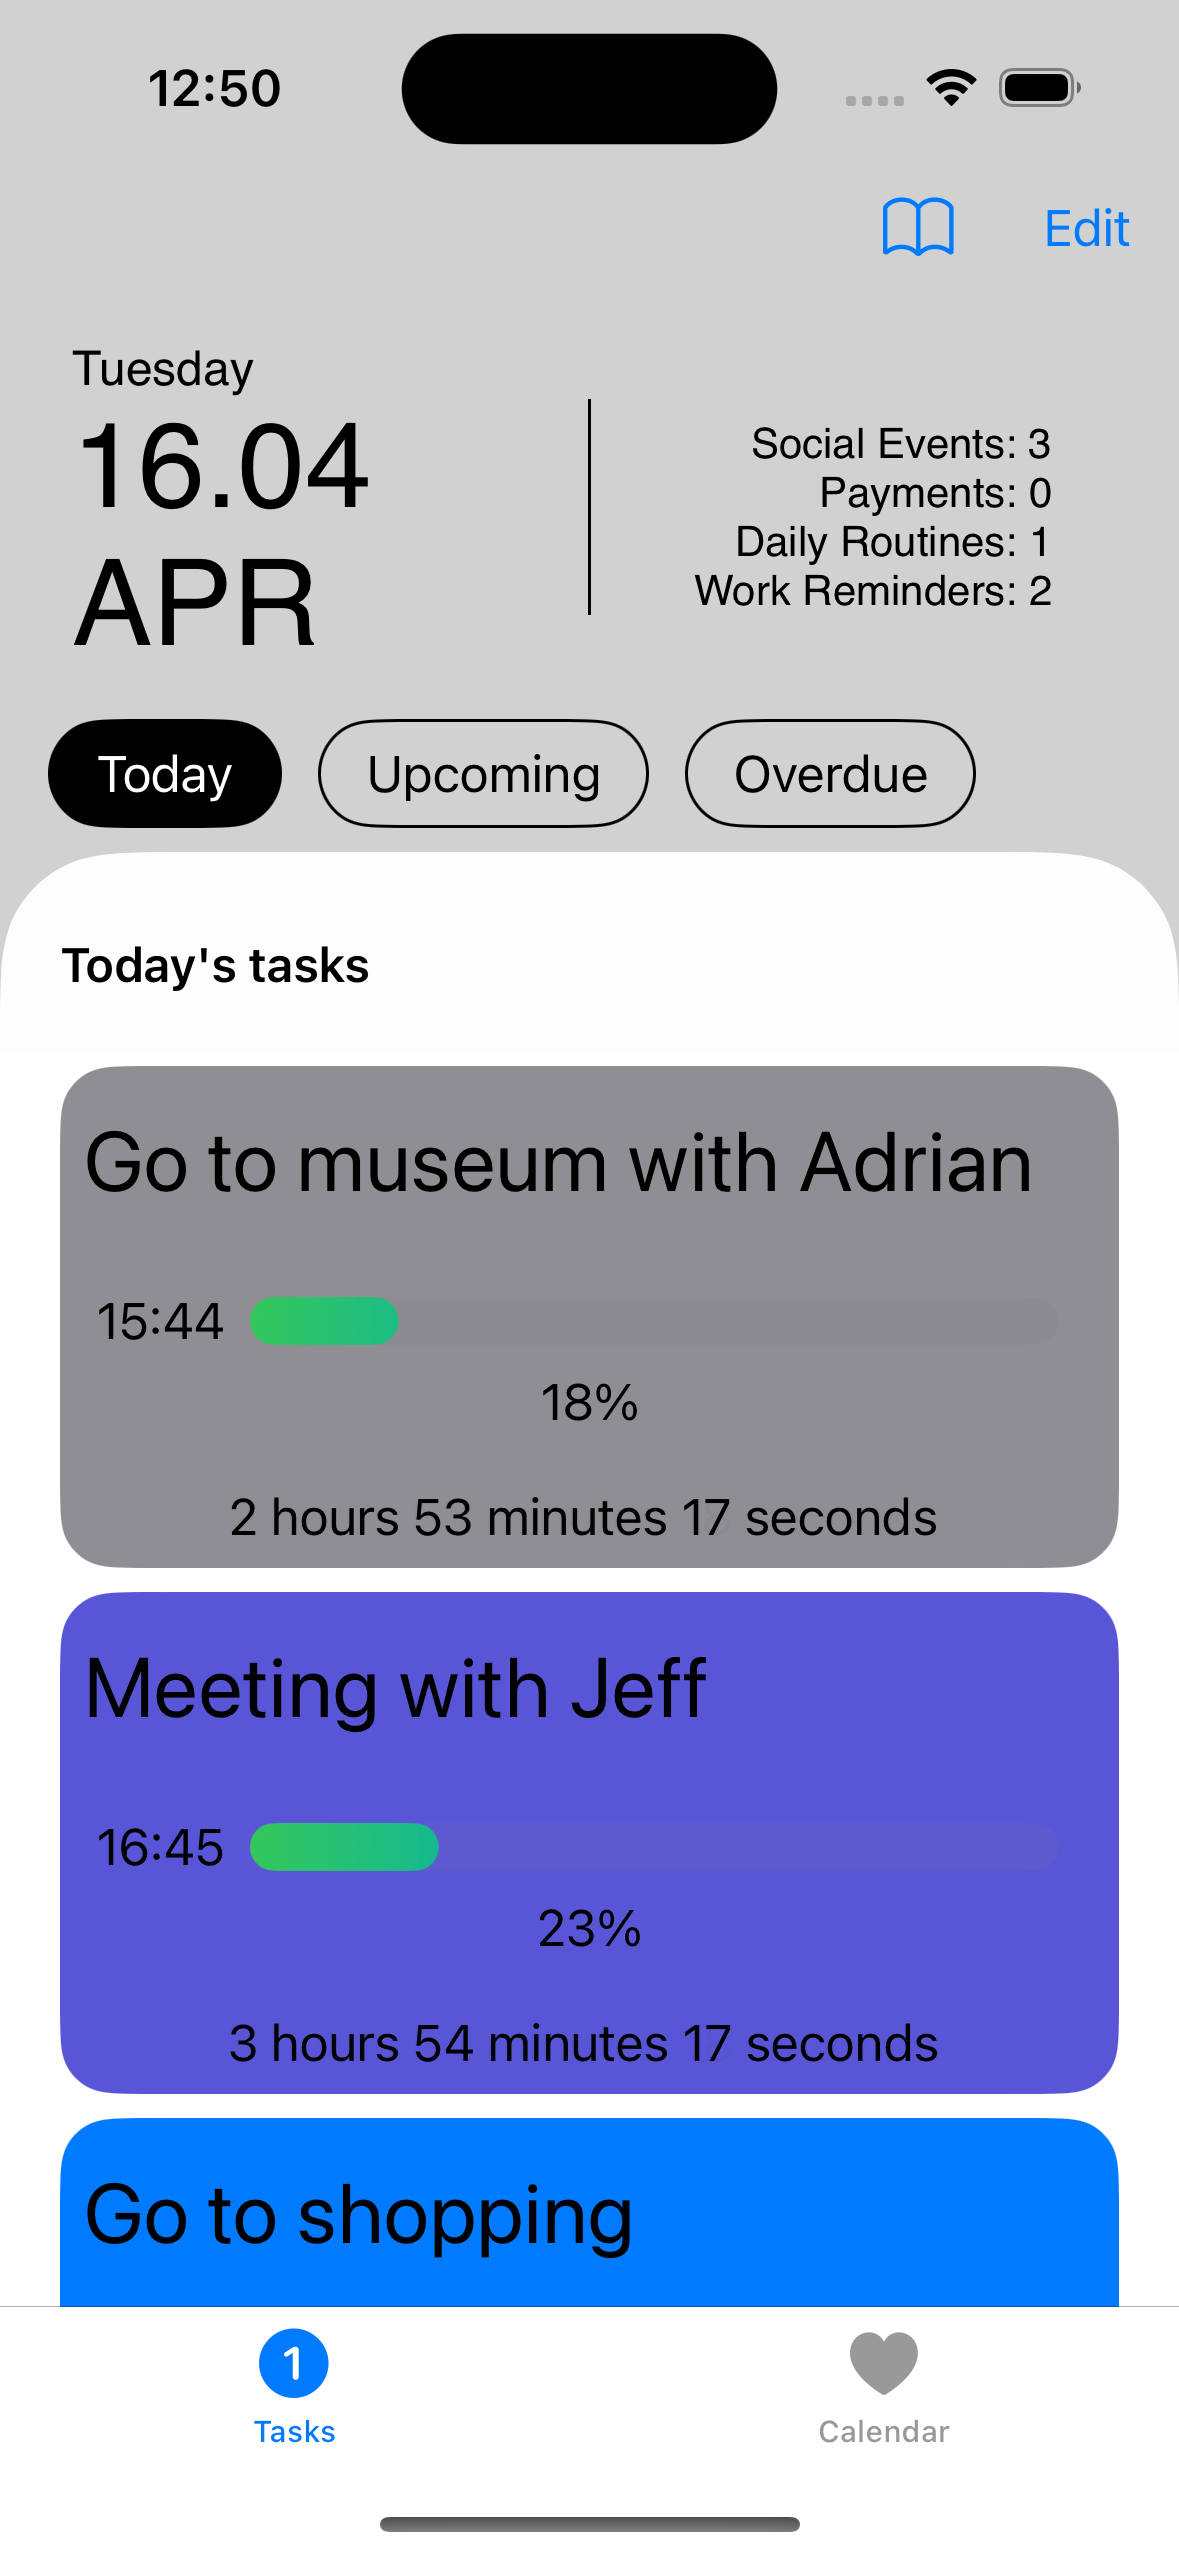 12:50
Edit
Tuesday
16.04
APR
Social Events: 3
Payments: 0
Daily Routines: 1
Work Reminders: 2
Today
Upcoming
Overdue
Today's tasks
Go to museum with Adrian
15:44
18%
2 hours 53 minutes 17 seconds
Meeting with Jeff
16:45
23%
3 hours 54 minutes 17 seconds
Go to shopping
1
Tasks
Calendar